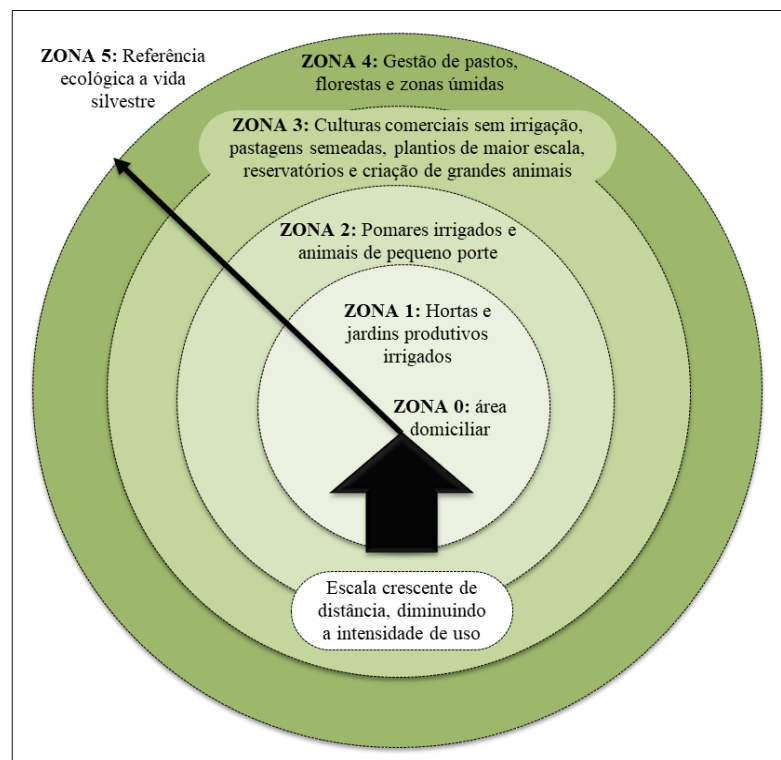 ZONA 5: Referência
ecológica a vida
silvestre
ZONA 4: Gestão de pastos,
florestas e zonas úmidas
ZONA 3: Culturas comerciais sem irrigação,
pastagens semeadas, plantios de maior escala,
reservatórios e criação de grandes animais
ZONA 2: Pomares irrigados e
animais de pequeno porte
ZONA 1: Hortas e
jardins produtivos
irrigados
ZONA 0: área
domiciliar
Escala crescente de
distância, diminuindo
a intensidade de uso